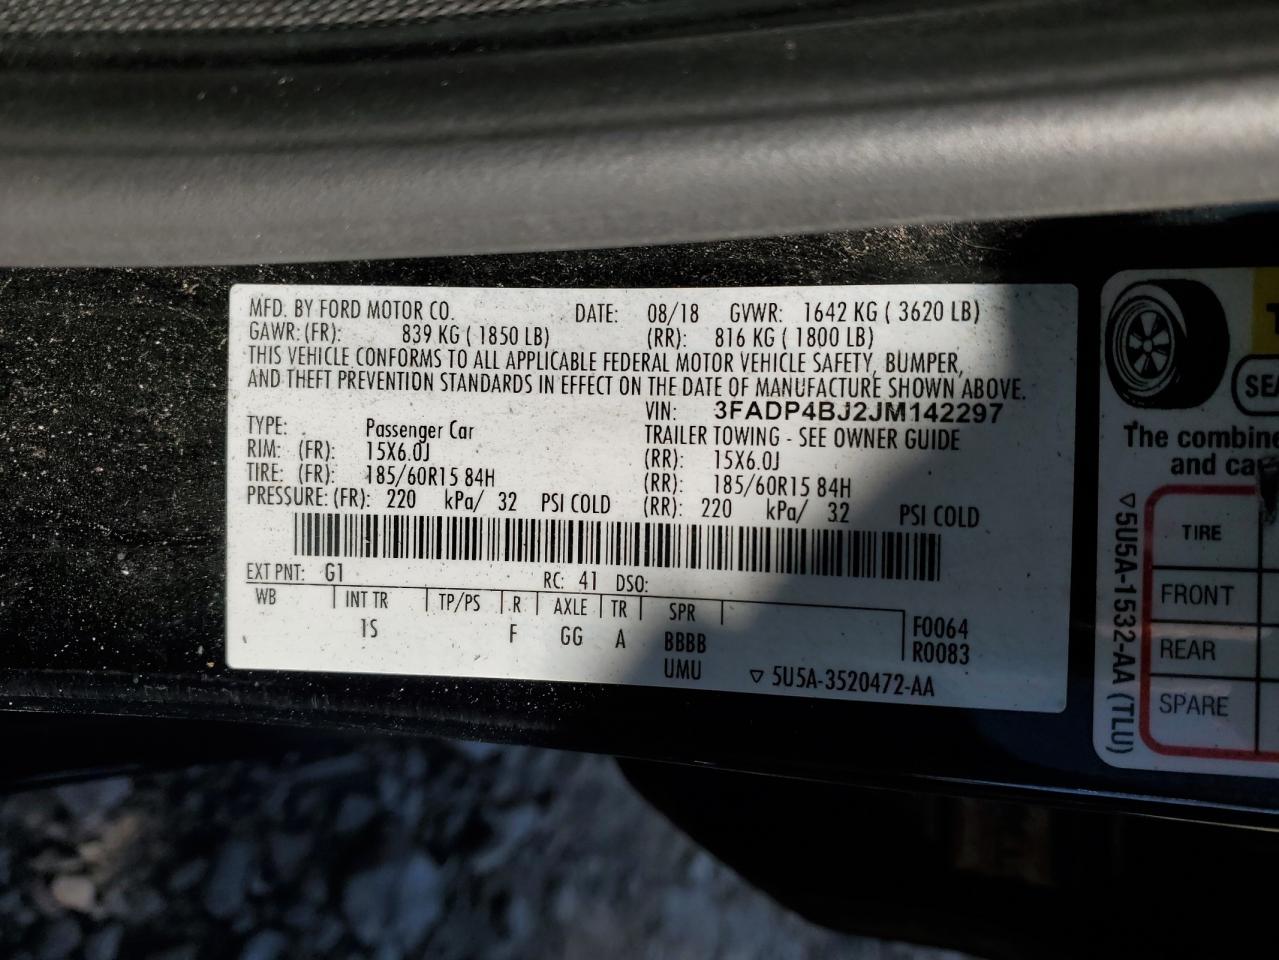 MFD. BY FORD MOTOR CO. DATE: 08/18 GVWR: 1642 KG ( 3620 LB)
GAWR: (FR): 839 KG ( 1850 LB) (RR): 816 KG ( 1800 LB)
THIS VEHICLE CONFORMS TO ALL APPLICABLE FEDERAL MOTOR VEHICLE SAFETY, BUMPER,
AND THEFT PREVENTION STANDARDS IN EFFECT ON THE DATE OF MANUFACTURE SHOWN ABOVE.
VIN: 3FADP4BJ2JM142297
TYPE: Passenger Car TRAILER TOWING - SEE OWNER GUIDE
RIM: (FR): 15X6.0J (RR): 15X6.0J
TIRE: (FR): 185/60R15 84H (RR): 185/60R15 84H
PRESSURE: (FR): 220 kPa/ 32 PSI COLD (RR): 220 kPa/ 32 PSI COLD
EXT PNT: G1 RC: 41 DSO:
WB INT TR TP/PS R AXLE TR SPR
1S F GG A BBBB F0064
UMU R0083
▽ 5U5A-3520472-AA
SEA
The combine
and ca
TIRE
FRONT
REAR
SPARE
▽5U5A-1532-AA (TLU)